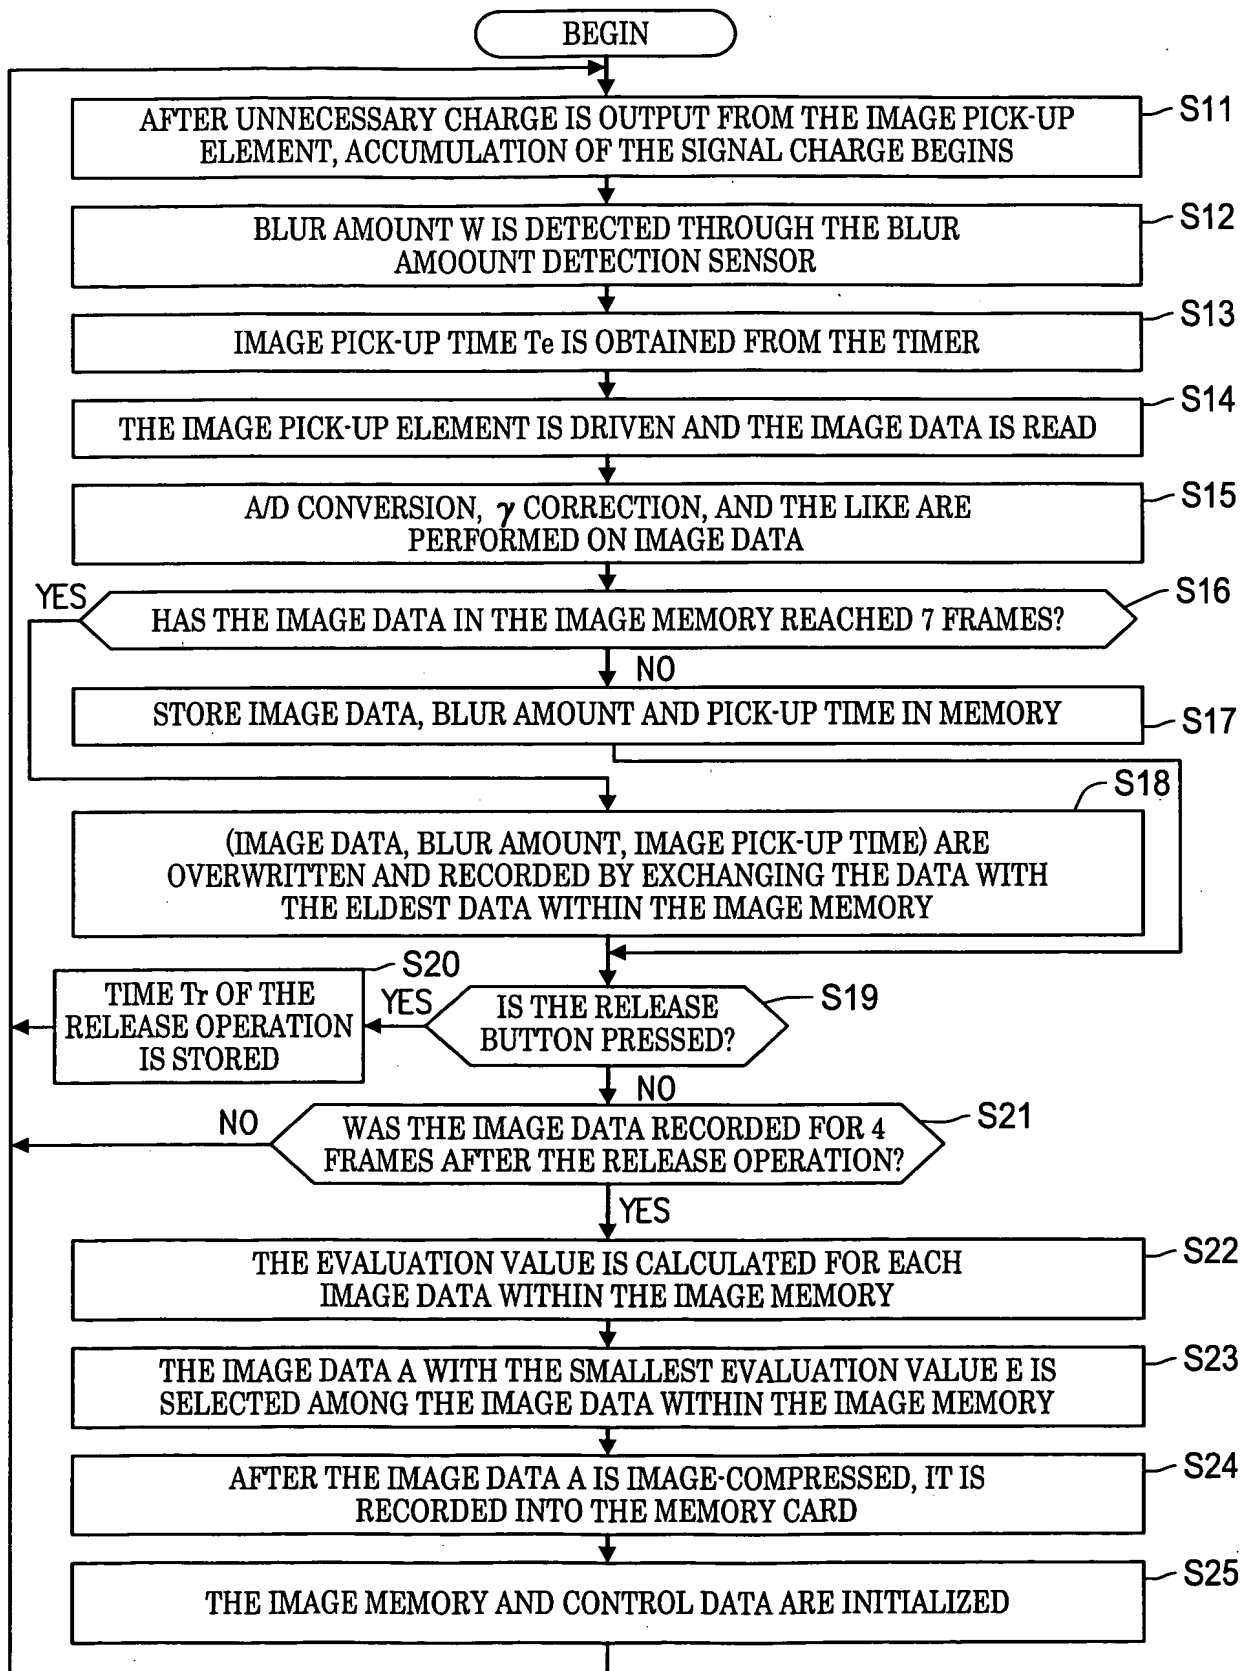 BEGIN
AFTER UNNECESSARY CHARGE IS OUTPUT FROM THE IMAGE PICK-UP
ELEMENT, ACCUMULATION OF THE SIGNAL CHARGE BEGINS
S11
BLUR AMOUNT W IS DETECTED THROUGH THE BLUR
AMOOUNT DETECTION SENSOR
S12
IMAGE PICK-UP TIME Te IS OBTAINED FROM THE TIMER
S13
THE IMAGE PICK-UP ELEMENT IS DRIVEN AND THE IMAGE DATA IS READ
S14
A/D CONVERSION, γ CORRECTION, AND THE LIKE ARE
PERFORMED ON IMAGE DATA
S15
YES
HAS THE IMAGE DATA IN THE IMAGE MEMORY REACHED 7 FRAMES?
S16
NO
STORE IMAGE DATA, BLUR AMOUNT AND PICK-UP TIME IN MEMORY
S17
S18
(IMAGE DATA, BLUR AMOUNT, IMAGE PICK-UP TIME) ARE
OVERWRITTEN AND RECORDED BY EXCHANGING THE DATA WITH
THE ELDEST DATA WITHIN THE IMAGE MEMORY
S20
TIME Tr OF THE
RELEASE OPERATION
IS STORED
YES
IS THE RELEASE
BUTTON PRESSED?
S19
NO
NO
WAS THE IMAGE DATA RECORDED FOR 4
FRAMES AFTER THE RELEASE OPERATION?
S21
YES
THE EVALUATION VALUE IS CALCULATED FOR EACH
IMAGE DATA WITHIN THE IMAGE MEMORY
S22
THE IMAGE DATA A WITH THE SMALLEST EVALUATION VALUE E IS
SELECTED AMONG THE IMAGE DATA WITHIN THE IMAGE MEMORY
S23
AFTER THE IMAGE DATA A IS IMAGE-COMPRESSED, IT IS
RECORDED INTO THE MEMORY CARD
S24
THE IMAGE MEMORY AND CONTROL DATA ARE INITIALIZED
S25